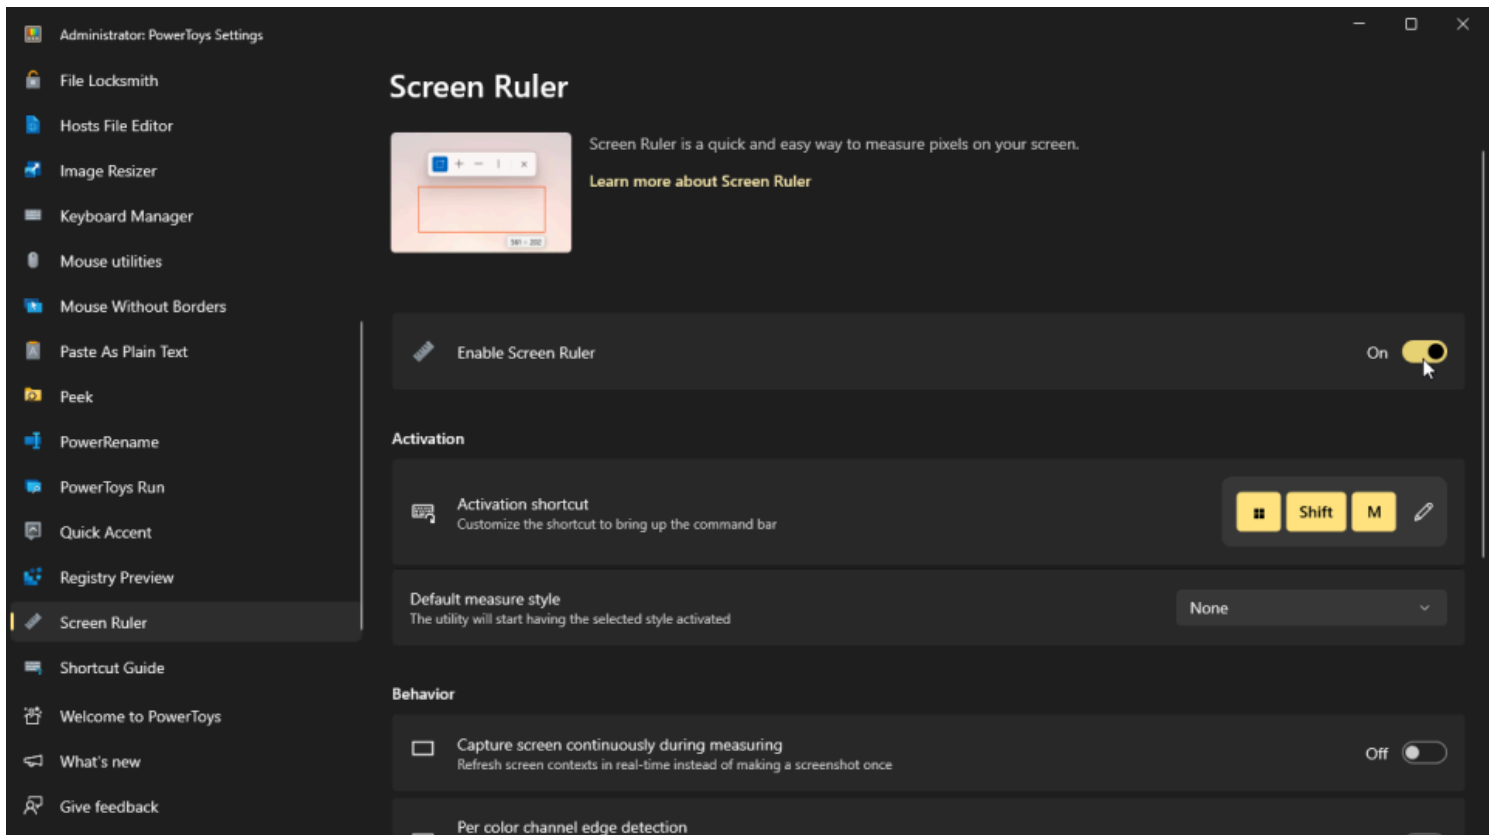 Administrator: PowerToys Settings
File Locksmith
Hosts File Editor
Image Resizer
Keyboard Manager
Mouse utilities
Mouse Without Borders
Paste As Plain Text
Peek
PowerRename
PowerToys Run
Quick Accent
Registry Preview
Screen Ruler
Shortcut Guide
Welcome to PowerToys
What's new
Give feedback
Screen Ruler
Screen Ruler is a quick and easy way to measure pixels on your screen.
Learn more about Screen Ruler
Enable Screen Ruler
On
Activation
Activation shortcut
Customize the shortcut to bring up the command bar
Shift
M
Default measure style
The utility will start having the selected style activated
None
Behavior
Capture screen continuously during measuring
Refresh screen contexts in real-time instead of making a screenshot once
Off
Per color channel edge detection